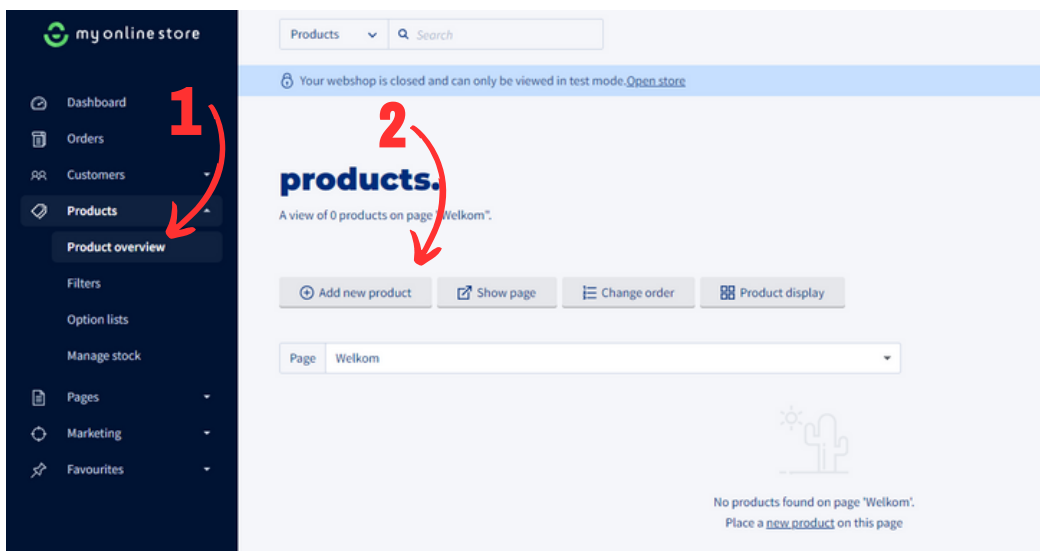 my online store
Products Search
Your webshop is closed and can only be viewed in test mode.Open store
Dashboard
Orders
Customers
Products
Product overview
Filters
Option lists
Manage stock
Pages
Marketing
Favourites
1
2
products.
A view of 0 products on page "Welkom".
Add new product Show page Change order Product display
Page Welkom
No products found on page 'Welkom'.
Place a new product on this page